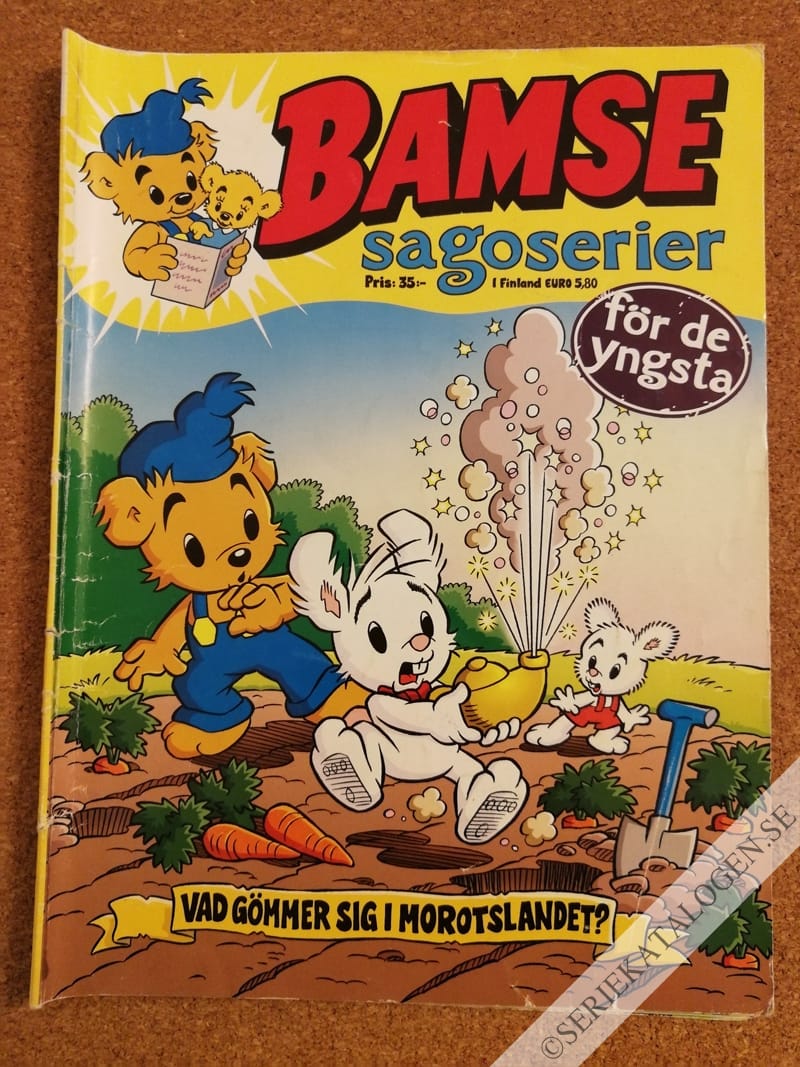 BAMSE
sagoserier
Pris: 35:- I Finland EURO 5,80
för de
yngsta
VAD GÖMMER SIG I MOROTSLANDET?
©SERIEKATALOGEN.SE